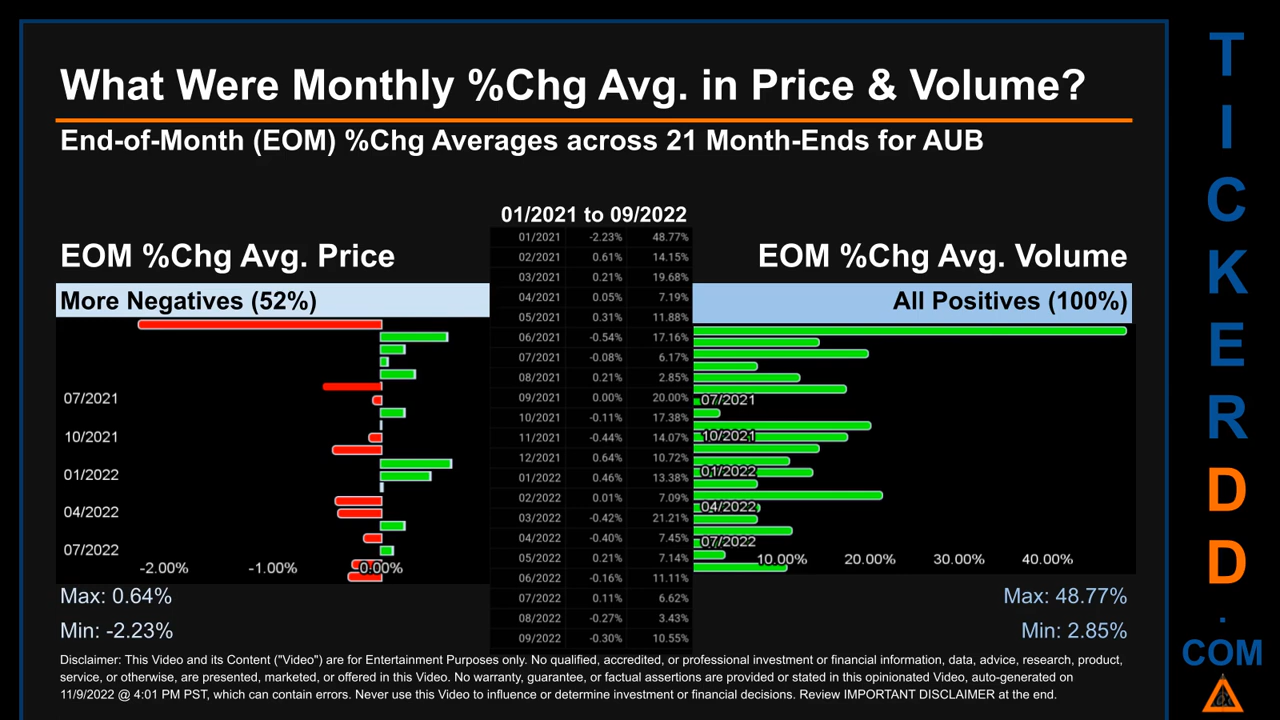 What Were Monthly %Chg Avg. in Price & Volume?
End-of-Month (EOM) %Chg Averages across 21 Month-Ends for AUB
01/2021 to 09/2022
EOM %Chg Avg. Price
More Negatives (52%)
07/2021
10/2021
01/2022
04/2022
07/2022
-2.00% -1.00% 0.00%
Max: 0.64%
Min: -2.23%
01/2021 -2.23% 48.77%
02/2021 0.61% 14.15%
03/2021 0.21% 19.68%
04/2021 0.05% 7.19%
05/2021 0.31% 11.88%
06/2021 -0.54% 17.16%
07/2021 -0.08% 6.17%
08/2021 0.21% 2.85%
09/2021 0.00% 20.00%
10/2021 -0.11% 17.38%
11/2021 -0.44% 14.07%
12/2021 0.64% 10.72%
01/2022 0.46% 13.38%
02/2022 0.01% 7.09%
03/2022 -0.42% 21.21%
04/2022 -0.40% 7.45%
05/2022 0.21% 7.14%
06/2022 -0.16% 11.11%
07/2022 0.11% 6.62%
08/2022 -0.27% 3.43%
09/2022 -0.30% 10.55%
EOM %Chg Avg. Volume
All Positives (100%)
07/2021
10/2021
01/2022
04/2022
07/2022
10.00% 20.00% 30.00% 40.00%
Max: 48.77%
Min: 2.85%
Disclaimer: This Video and its Content ("Video") are for Entertainment Purposes only. No qualified, accredited, or professional investment or financial information, data, advice, research, product,
service, or otherwise, are presented, marketed, or offered in this Video. No warranty, guarantee, or factual assertions are provided or stated in this opinionated Video, auto-generated on
11/9/2022 @ 4:01 PM PST, which can contain errors. Never use this Video to influence or determine investment or financial decisions. Review IMPORTANT DISCLAIMER at the end.
T
I
C
K
E
R
D
D
.
COM